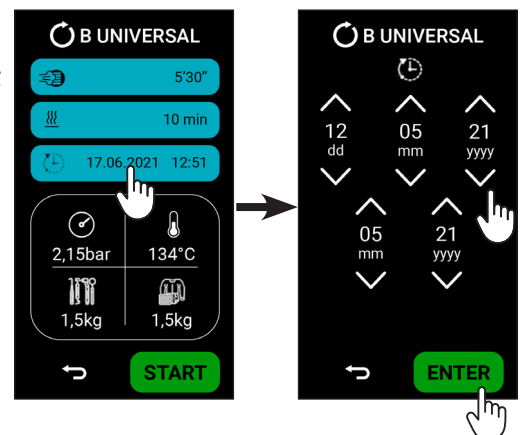 B UNIVERSAL
5'30"
10 min
17.06.2021 12:51
2,15bar 134°C
1,5kg 1,5kg
START
B UNIVERSAL
12 05 21
dd mm yyyy
05 21
mm yyyy
ENTER